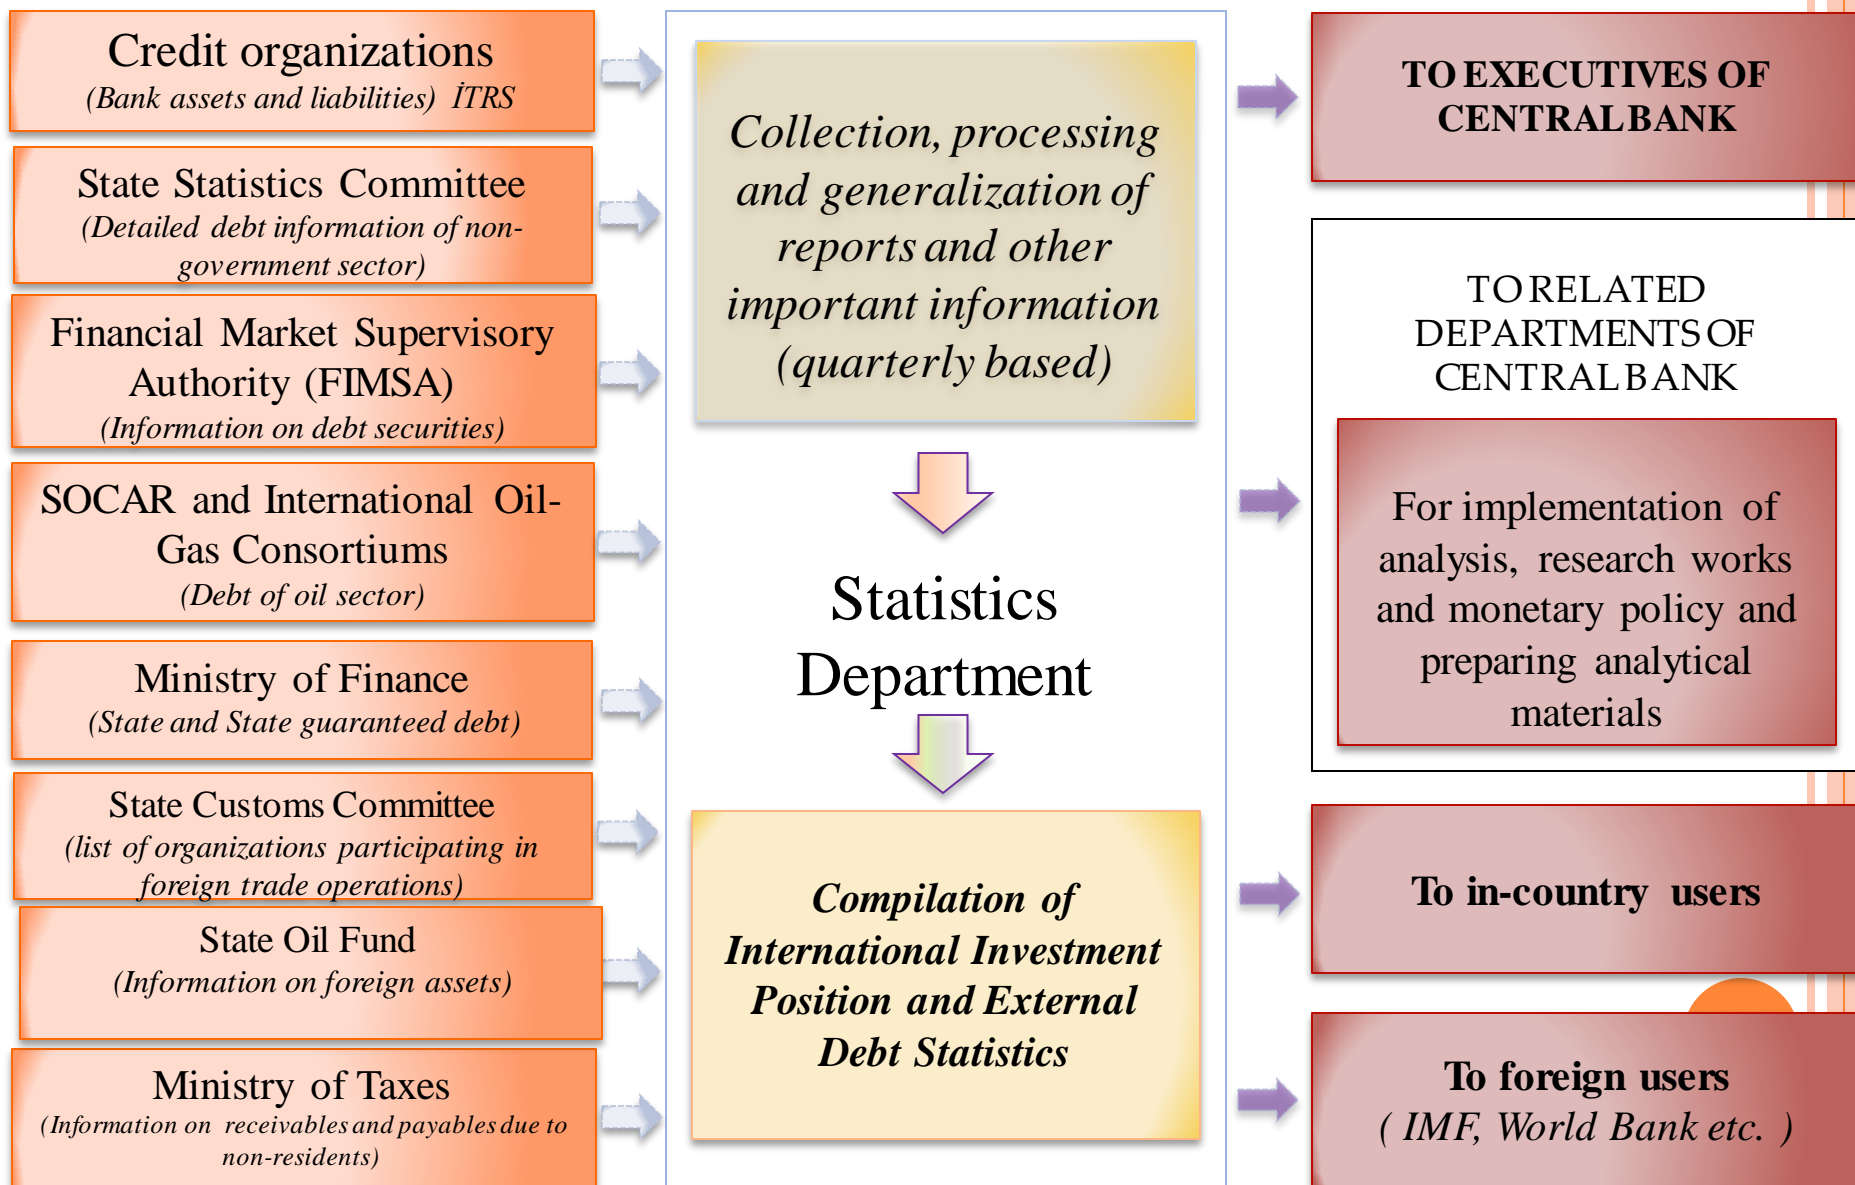 Credit organizations
(Bank assets and liabilities) İTRS
State Statistics Committee
(Detailed debt information of non-
government sector)
Financial Market Supervisory
Authority (FIMSA)
(Information on debt securities)
SOCAR and International Oil-
Gas Consortiums
(Debt of oil sector)
Ministry of Finance
(State and State guaranteed debt)
State Customs Committee
(list of organizations participating in
foreign trade operations)
State Oil Fund
(Information on foreign assets)
Ministry of Taxes
(Information on receivables and payables due to
non-residents)
Collection, processing
and generalization of
reports and other
important information
(quarterly based)
Statistics
Department
Compilation of
International Investment
Position and External
Debt Statistics
TO EXECUTIVES OF
CENTRAL BANK
TO RELATED
DEPARTMENTS OF
CENTRAL BANK
For implementation of
analysis, research works
and monetary policy and
preparing analytical
materials
To in-country users
To foreign users
( IMF, World Bank etc. )